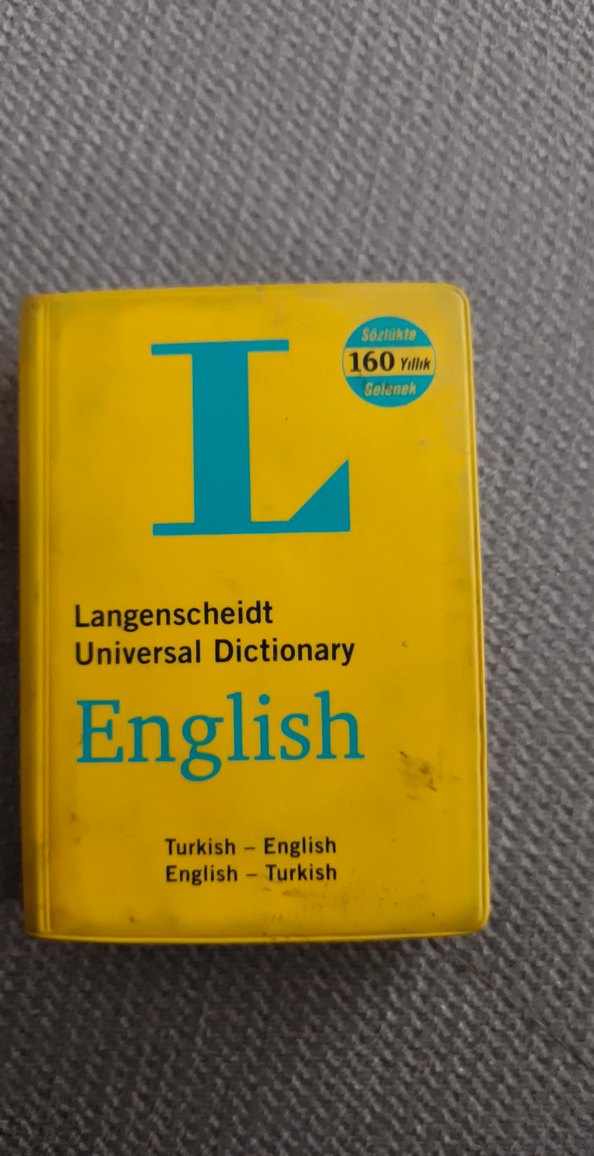 L
Sözlükte
160 Yıllık
Gelenek
Langenscheidt
Universal Dictionary
English
Turkish – English
English – Turkish